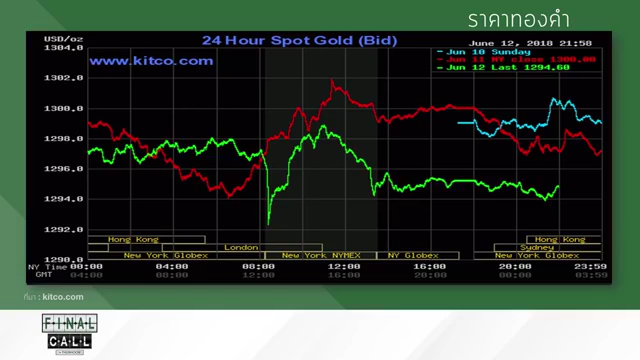 ราคาทองคำ
USD/oz
24 Hour Spot Gold (Bid)
June 12, 2018 21:58
www.kitco.com
Jun 10 Sunday
Jun 11 NY close 1300.00
Jun 12 Last 1294.60
1304.0
1302.0
1300.0
1298.0
1296.0
1294.0
1292.0
1290.0
Hong Kong
Hong Kong
London
Sydney
New York Globex
New York NYMEX
NY Globex
New York Globex
NY Time 00:00 04:00 08:00 12:00 16:00 20:00 23:59
GMT 04:00 08:00 12:00 16:00 20:00 00:00 03:59
ที่มา : kitco.com
FINAL
CALL